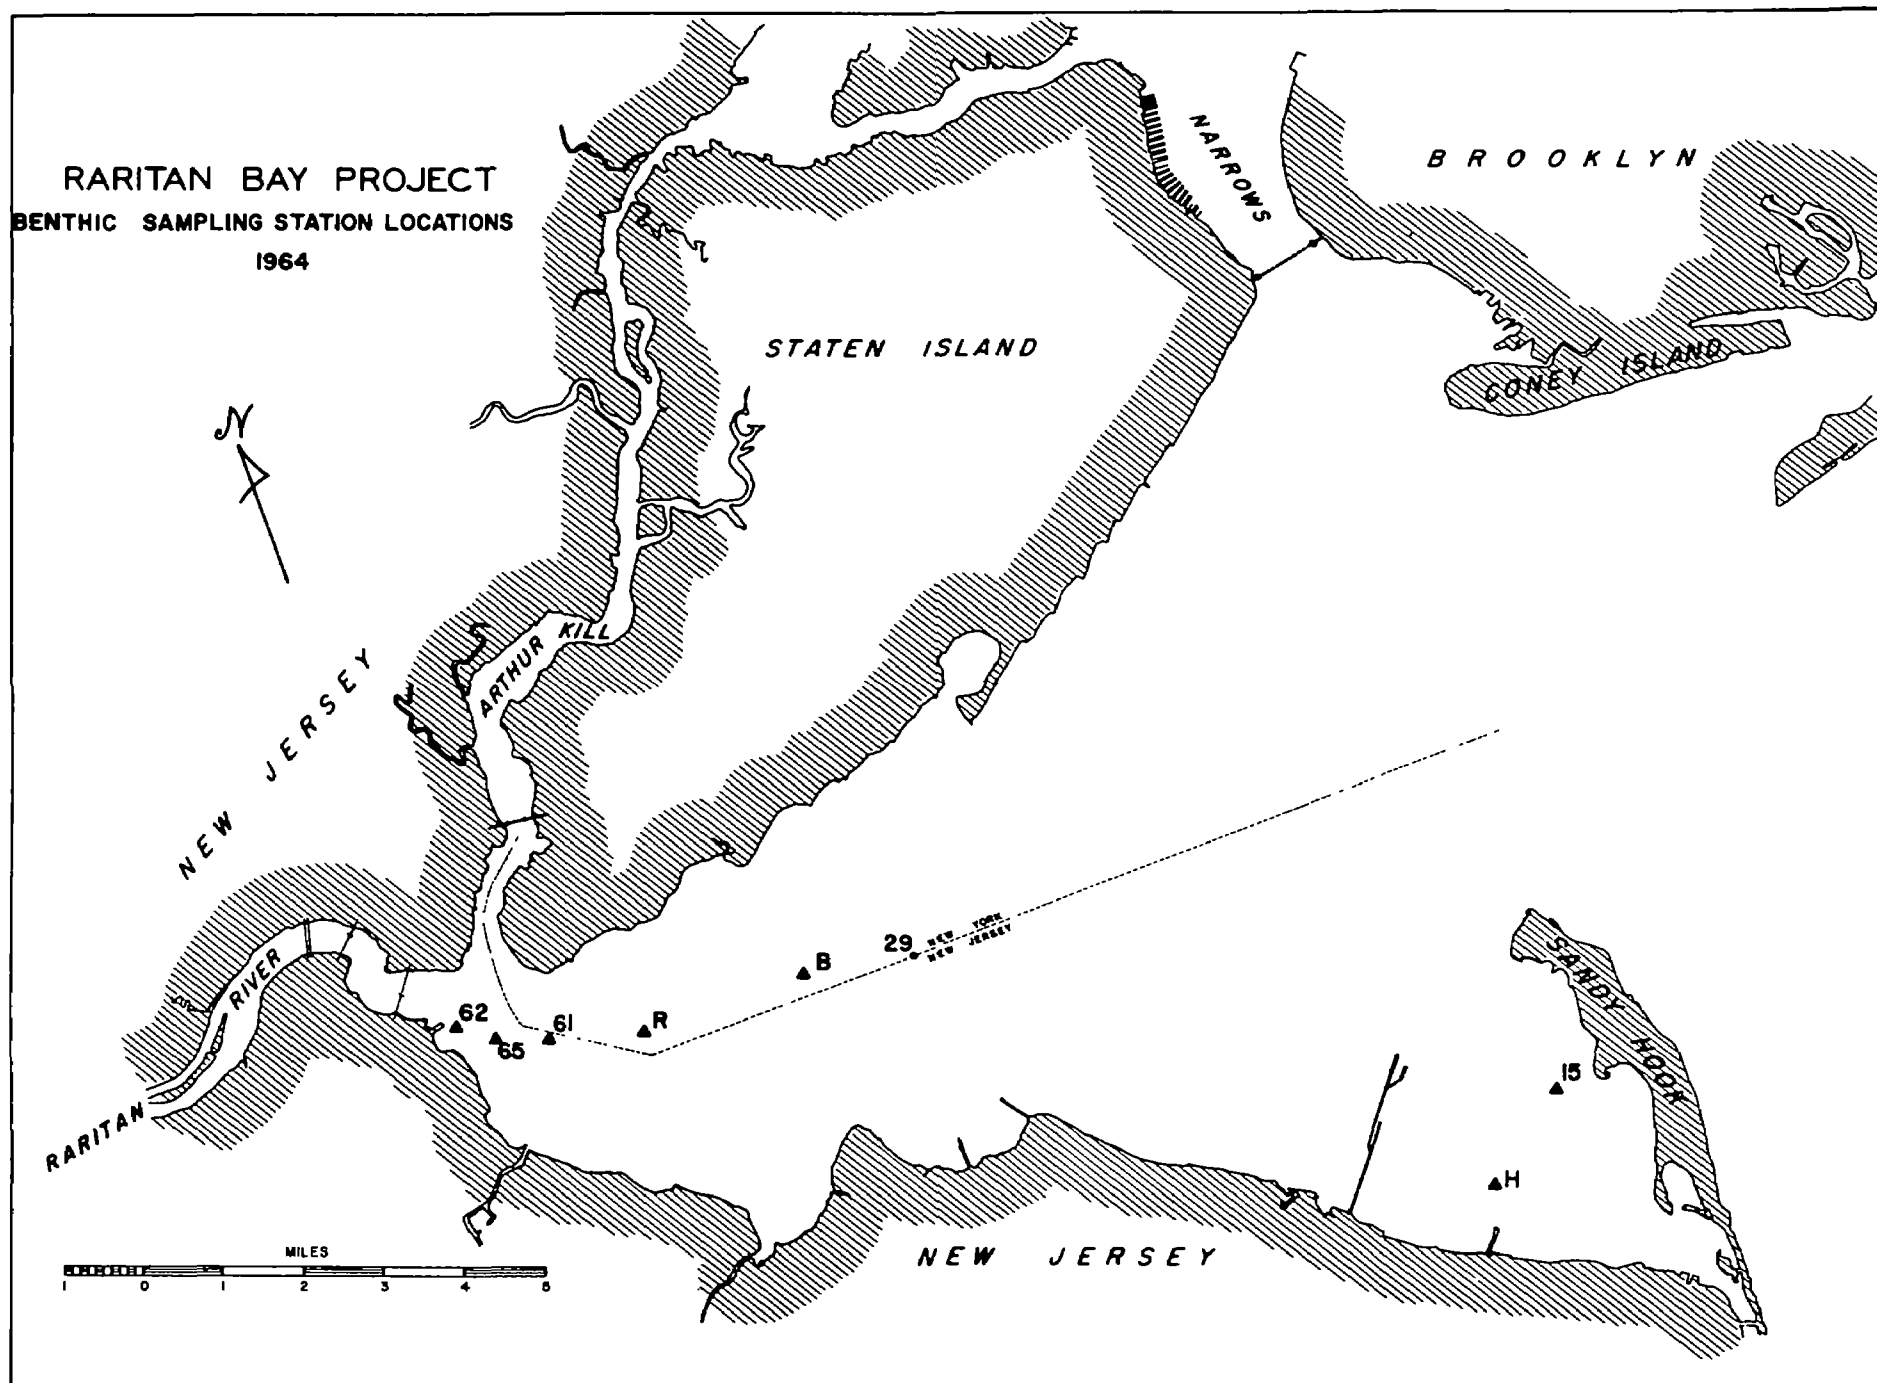 RARITAN BAY PROJECT
BENTHIC SAMPLING STATION LOCATIONS
1964
N
NARROWS
BROOKLYN
STATEN ISLAND
CONEY ISLAND
ARTHUR KILL
NEW JERSEY
RARITAN RIVER
62
65
61
R
B
29
NEW YORK
NEW JERSEY
SANDY HOOK
15
H
NEW JERSEY
MILES
1 0 1 2 3 4 5